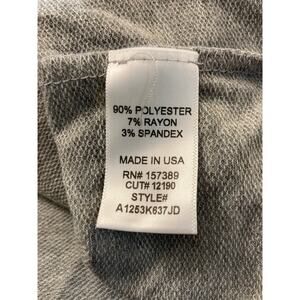 90% POLYESTER
7% RAYON
3% SPANDEX
MADE IN USA
RN# 157389
CUT# 12190
STYLE#
A1253K637JD